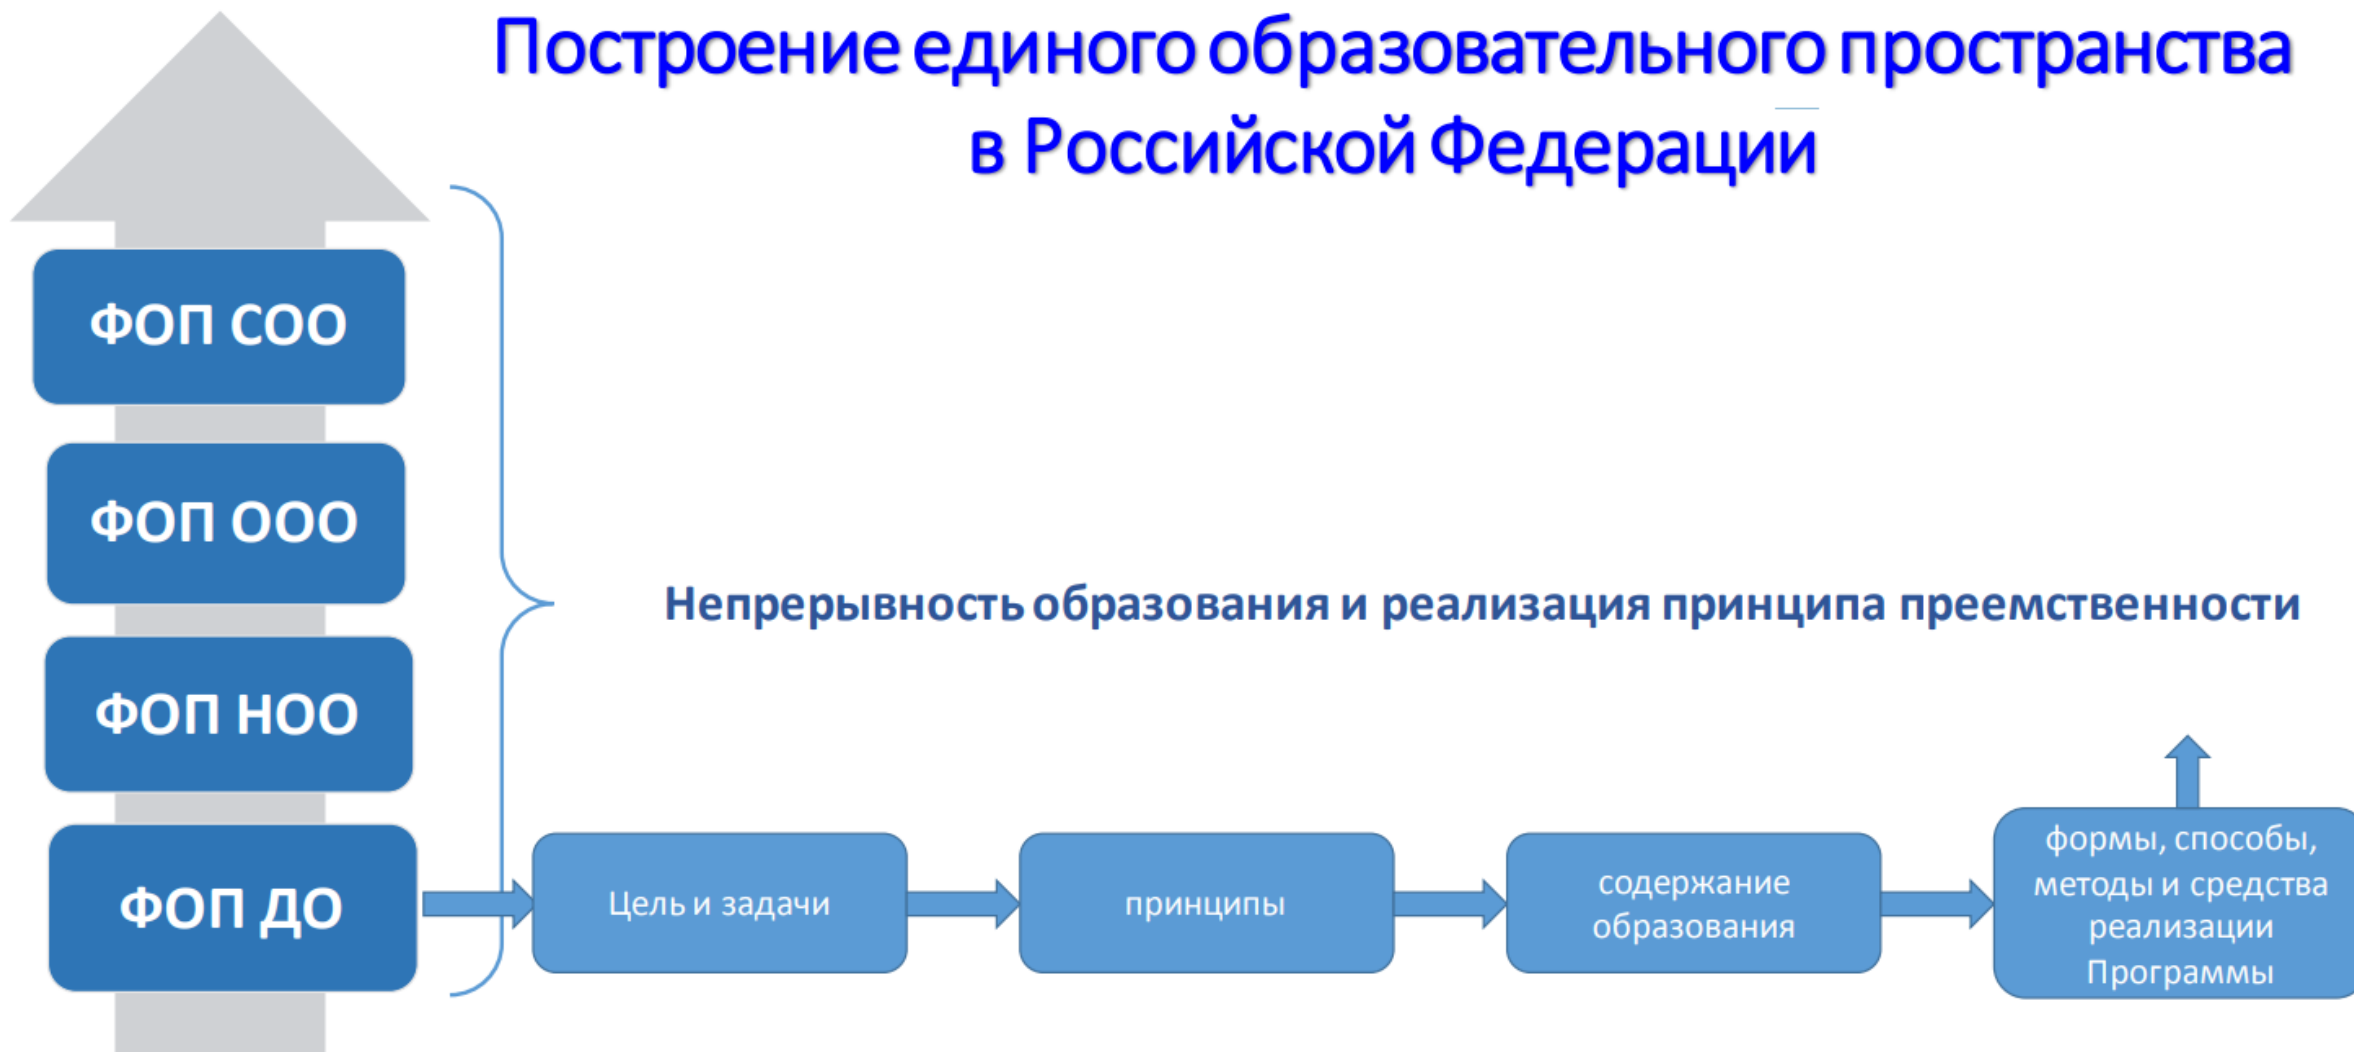 Построение единого образовательного пространства
в Российской Федерации
ФОП СОО
ФОП ООО
Непрерывность образования и реализация принципа преемственности
ФОП НОО
ФОП ДО
Цель и задачи
принципы
содержание
образования
формы, способы,
методы и средства
реализации
Программы